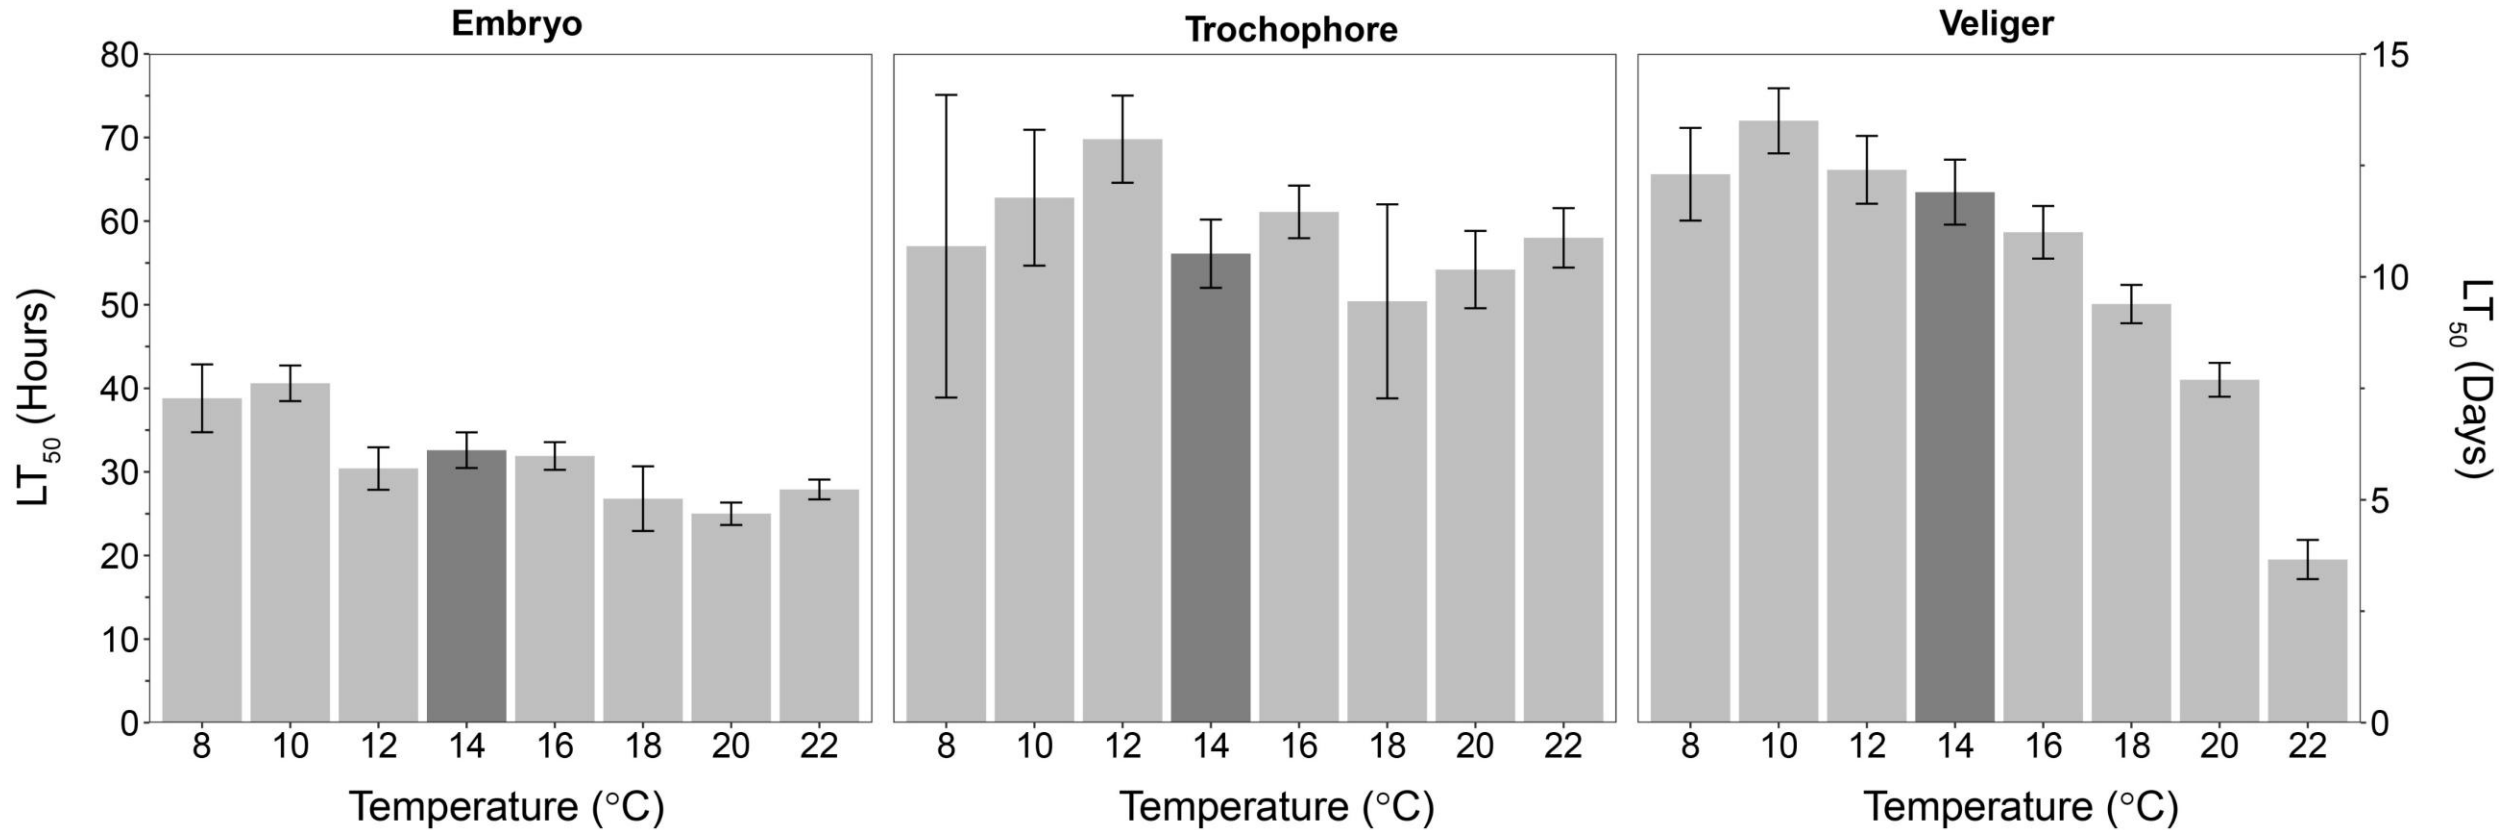 Embryo
Trochophore
Veliger
LT50 (Hours)
80
70
60
50
40
30
20
10
0
8 10 12 14 16 18 20 22
8 10 12 14 16 18 20 22
8 10 12 14 16 18 20 22
15
10
5
0
LT50 (Days)
Temperature (°C)
Temperature (°C)
Temperature (°C)